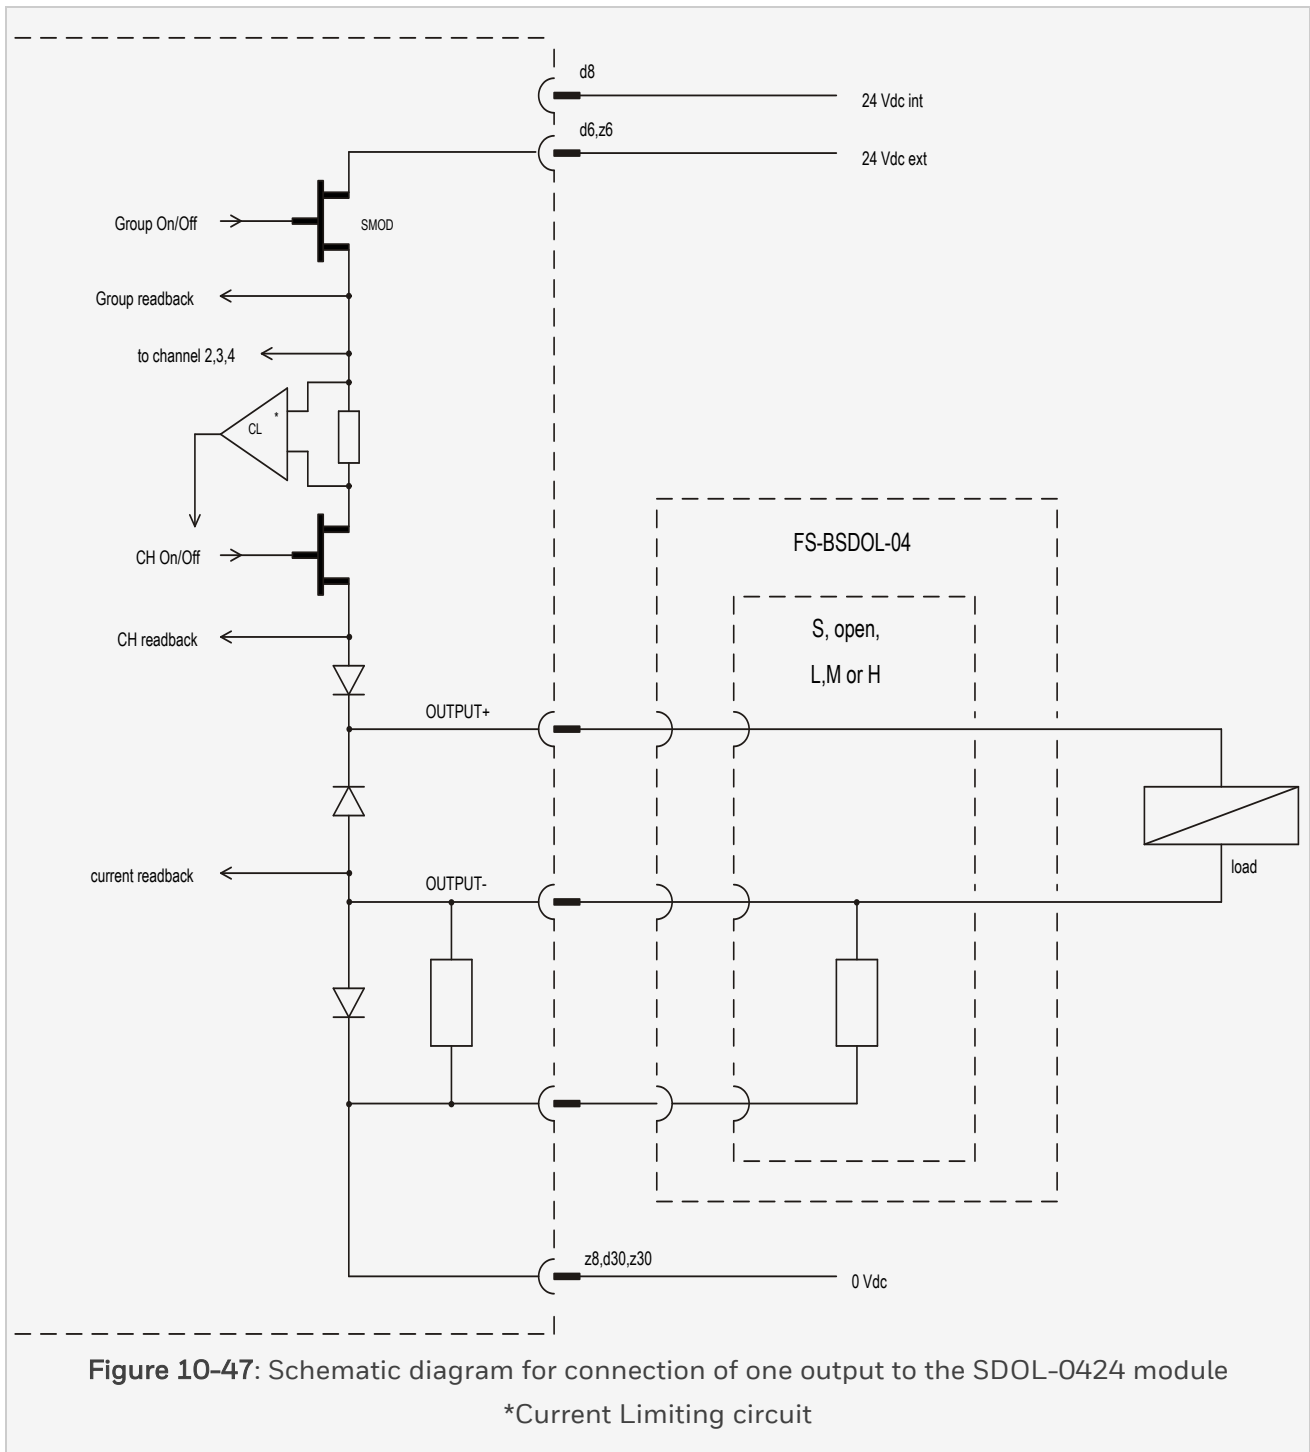 d8
24 Vdc int
d6,z6
24 Vdc ext
Group On/Off
SMOD
Group readback
to channel 2,3,4
*
CL
CH On/Off
FS-BSDOL-04
S, open,
L,M or H
CH readback
OUTPUT+
load
current readback
OUTPUT-
z8,d30,z30
0 Vdc
Figure 10-47: Schematic diagram for connection of one output to the SDOL-0424 module
*Current Limiting circuit